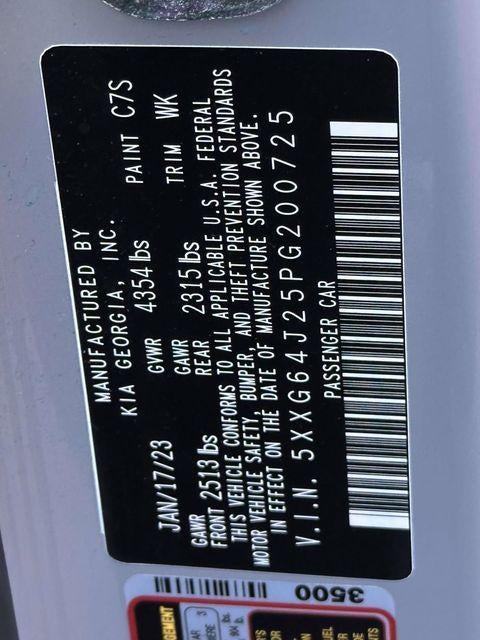 MANUFACTURED BY
KIA GEORGIA, INC.
JAN/17/23 GVWR 4354 lbs PAINT C7S
GAWR FRONT 2513 lbs GAWR REAR 2315 lbs TRIM WK
THIS VEHICLE CONFORMS TO ALL APPLICABLE U.S.A. FEDERAL
MOTOR VEHICLE SAFETY, BUMPER, AND THEFT PREVENTION STANDARDS
IN EFFECT ON THE DATE OF MANUFACTURE SHOWN ABOVE.
V.I.N. 5XXG64J25PG200725
PASSENGER CAR
3500